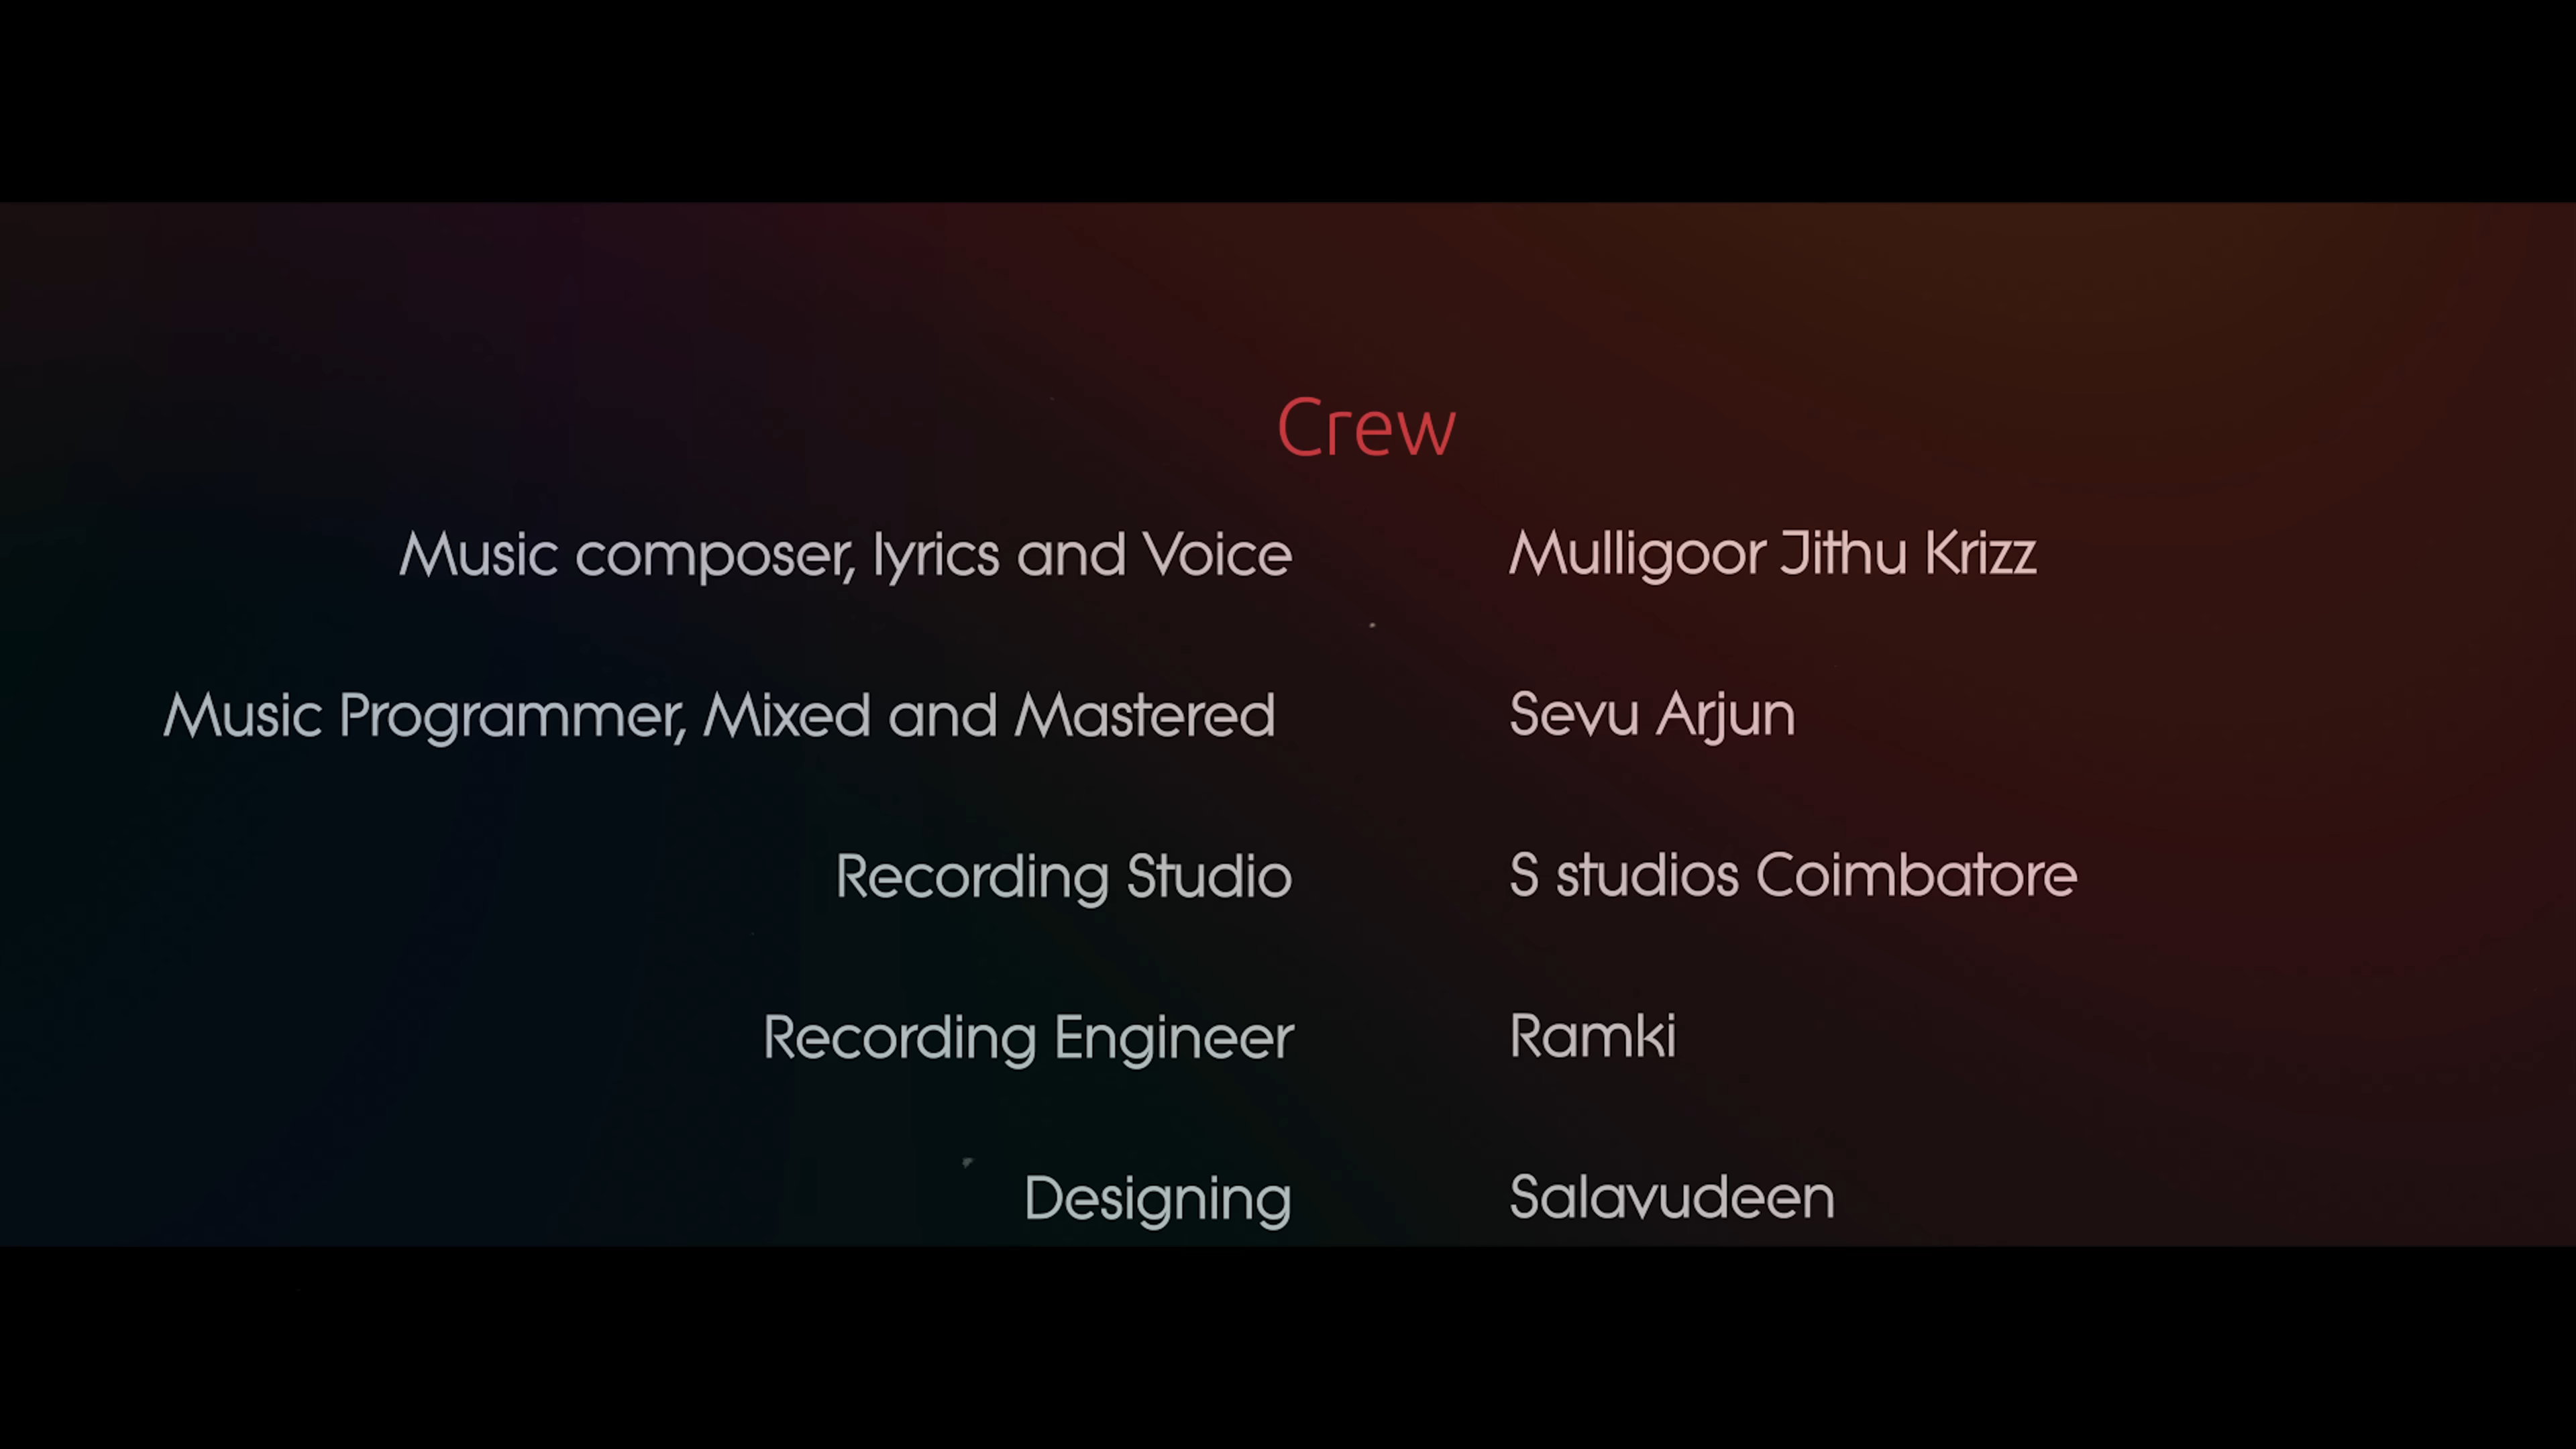 Crew
Music composer, lyrics and Voice Mulligoor Jithu Krizz
Music Programmer, Mixed and Mastered Sevu Arjun
Recording Studio S studios Coimbatore
Recording Engineer Ramki
Designing Salavudeen